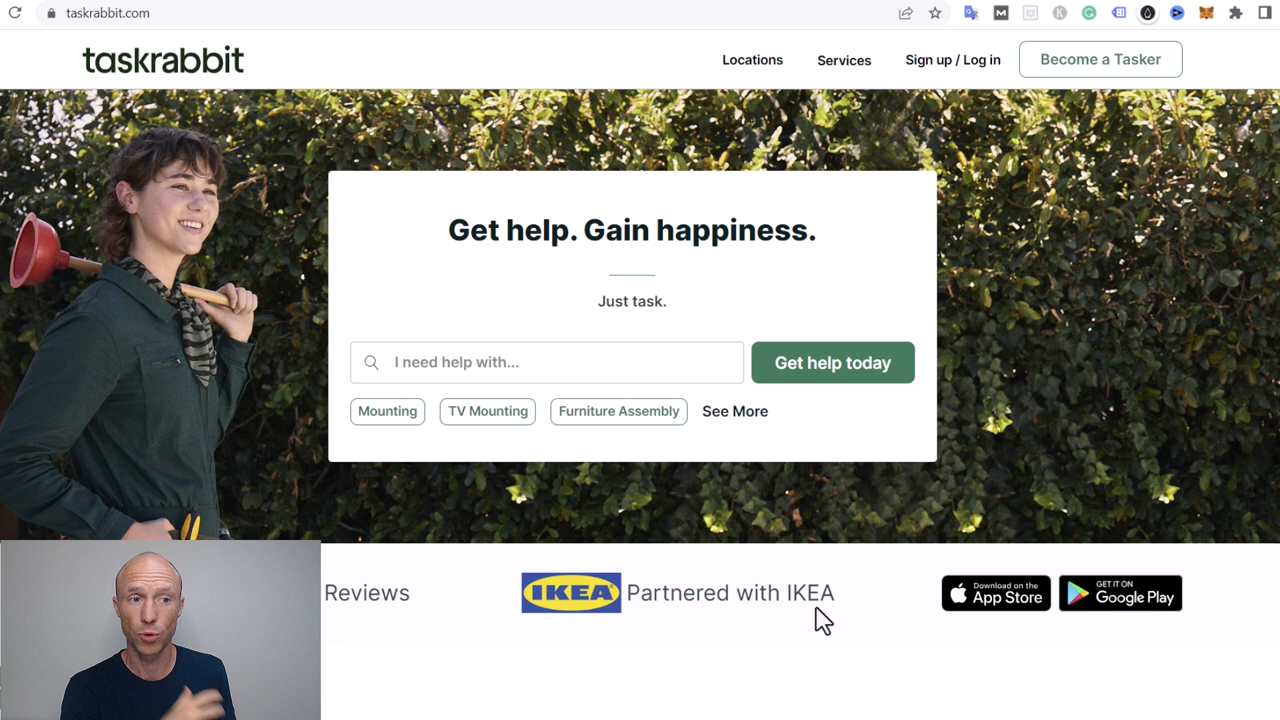 taskrabbit.com
taskrabbit
Locations
Services
Sign up / Log in
Become a Tasker
Get help. Gain happiness.
Just task.
I need help with...
Get help today
Mounting
TV Mounting
Furniture Assembly
See More
Reviews
IKEA
Partnered with IKEA
Download on the
App Store
GET IT ON
Google Play